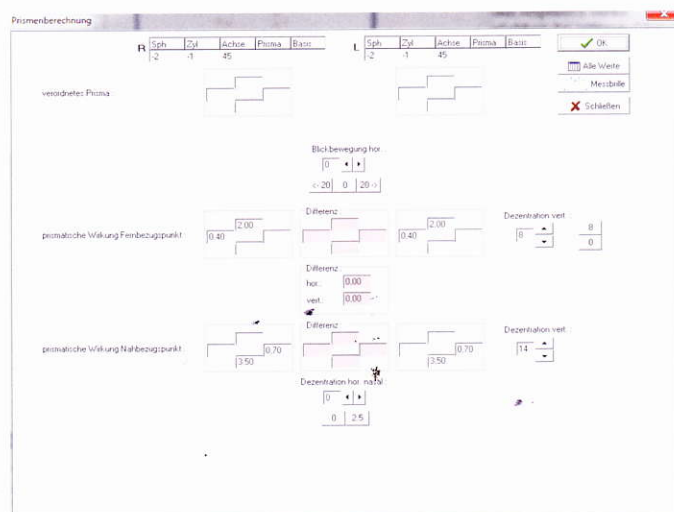 Prismenberechnung
R Sph Zyl Achse Prisma Basis
-2 -1 45
L Sph Zyl Achse Prisma Basis
-2 -1 45
OK
Alle Werte
Messbrille
Schließen
verordnetes Prisma
Blickbewegung hor.:
0
<-20 0 20->
prismatische Wirkung Fernbezugspunkt
2.00
0.40
Differenz
2.00
0.40
Dezentration vert.:
8
8
0
Differenz
hor.: 0,00
vert.: 0,00
prismatische Wirkung Nahbezugspunkt
0,70
3.50
Differenz
0,70
3.50
Dezentration vert.:
14
Dezentration hor. nasal:
0
0 2.5